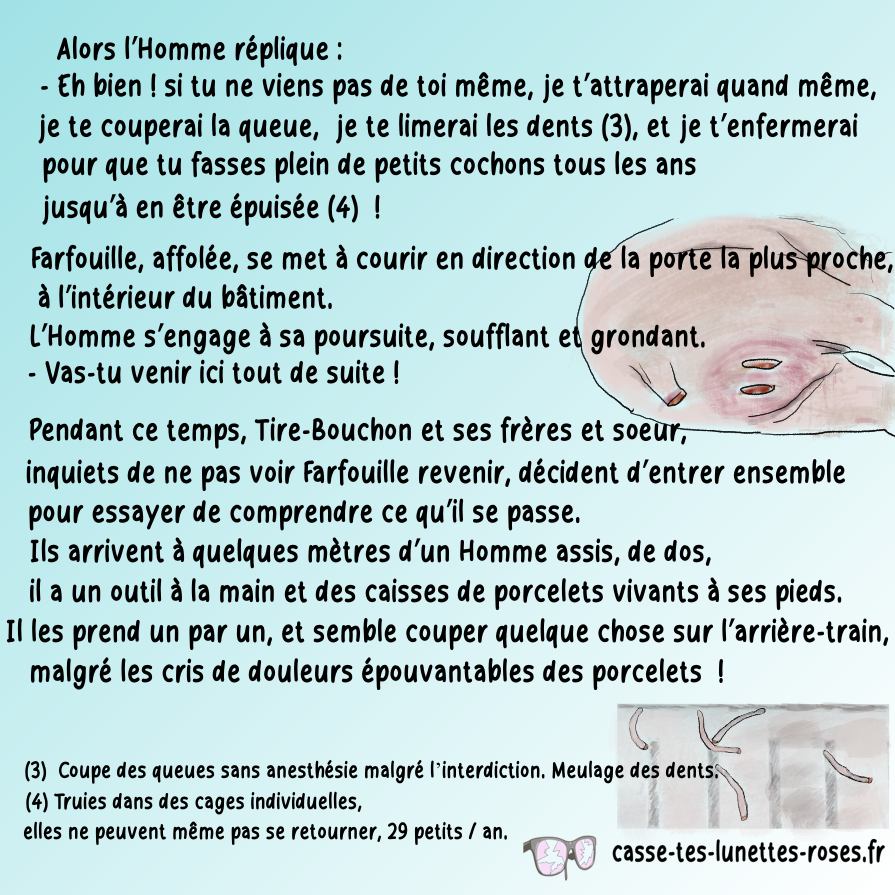 Alors l'Homme réplique :
- Eh bien ! si tu ne viens pas de toi même, je t'attraperai quand même,
je te couperai la queue, je te limerai les dents (3), et je t'enfermerai
pour que tu fasses plein de petits cochons tous les ans
jusqu'à en être épuisée (4) !
Farfouille, affolée, se met à courir en direction de la porte la plus proche,
à l'intérieur du bâtiment.
L'Homme s'engage à sa poursuite, soufflant et grondant.
- Vas-tu venir ici tout de suite !
Pendant ce temps, Tire-Bouchon et ses frères et soeur,
inquiets de ne pas voir Farfouille revenir, décident d'entrer ensemble
pour essayer de comprendre ce qu'il se passe.
Ils arrivent à quelques mètres d'un Homme assis, de dos,
il a un outil à la main et des caisses de porcelets vivants à ses pieds.
Il les prend un par un, et semble couper quelque chose sur l'arrière-train,
malgré les cris de douleurs épouvantables des porcelets !
(3) Coupe des queues sans anesthésie malgré l'interdiction. Meulage des dents.
(4) Truies dans des cages individuelles,
elles ne peuvent même pas se retourner, 29 petits / an.
casse-tes-lunettes-roses.fr